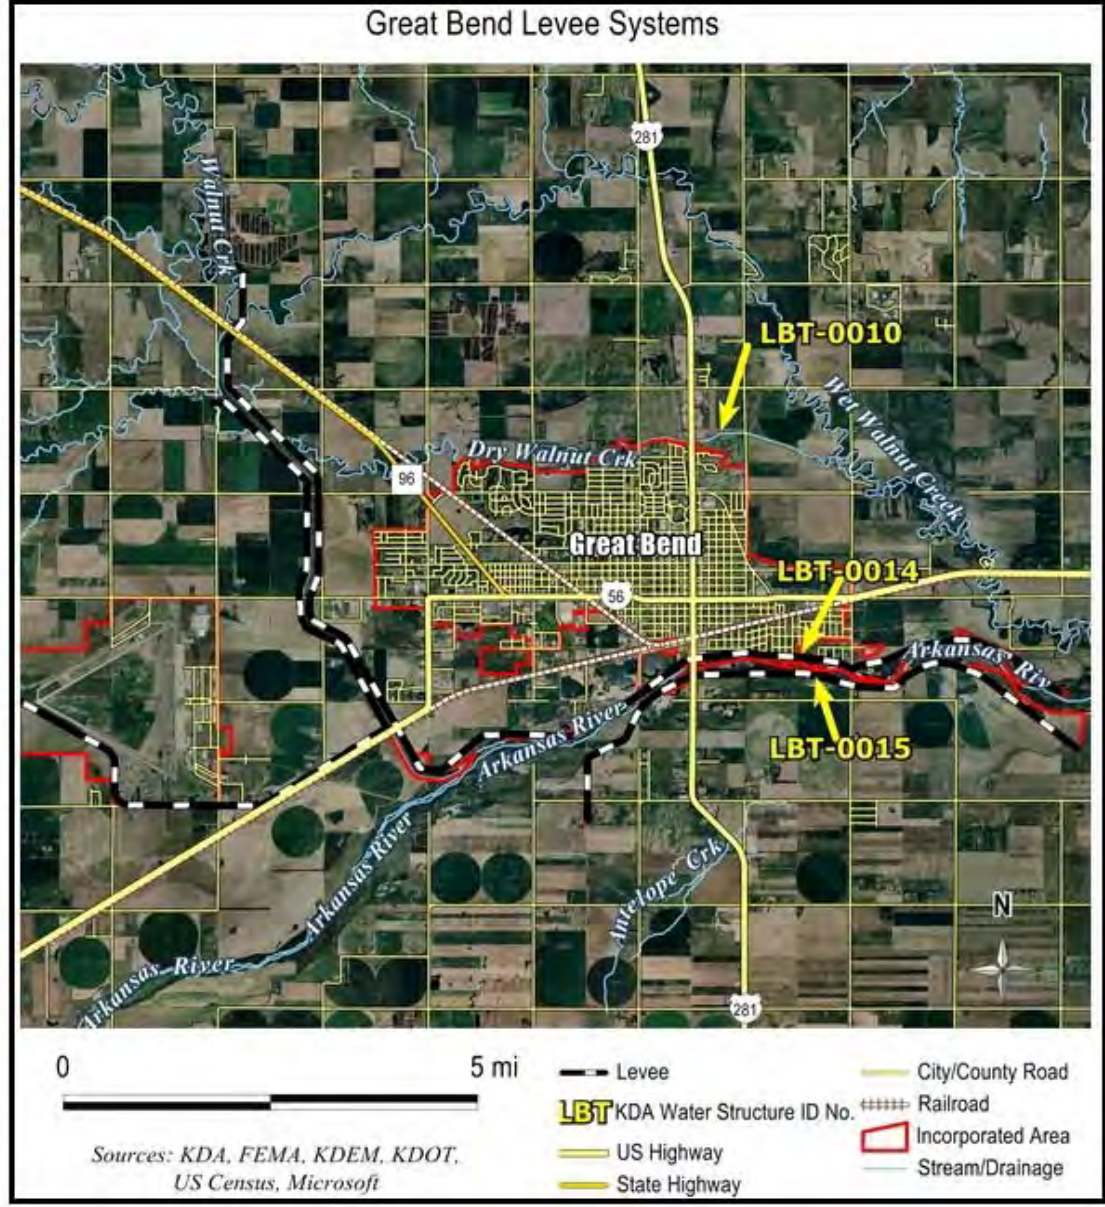 Great Bend Levee Systems
281
Walnut Crk
LBT-0010
Wet Walnut Creek
Dry Walnut Crk
96
Great Bend
LBT-0014
56
Arkansas Riv
Arkansas River
LBT-0015
Arkansas River
Antelope Crk
Arkansas River
N
281
0 5 mi
Levee
LBT KDA Water Structure ID No.
US Highway
State Highway
City/County Road
Railroad
Incorporated Area
Stream/Drainage
Sources: KDA, FEMA, KDEM, KDOT,
US Census, Microsoft